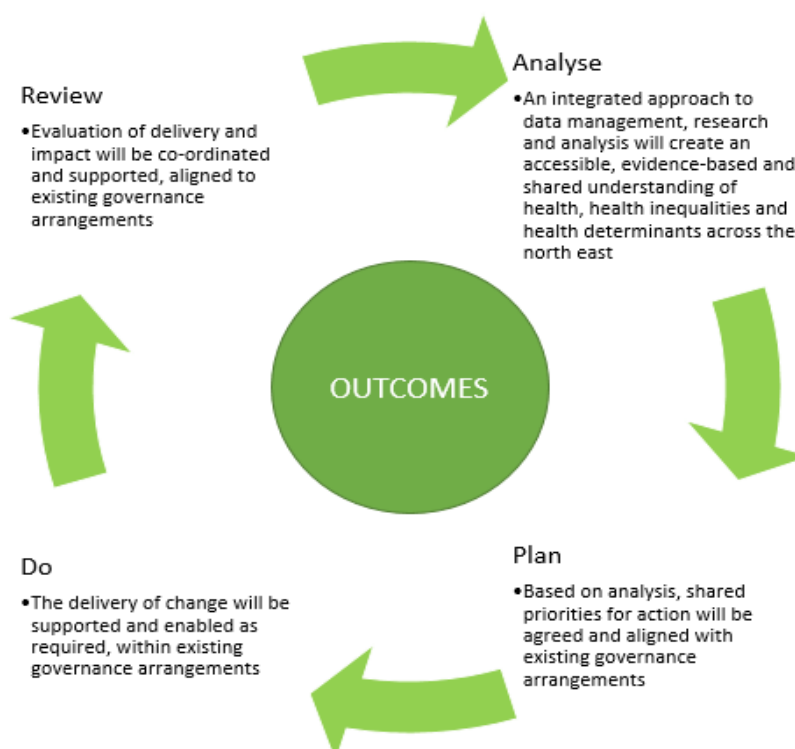 Analyse
•An integrated approach to
data management, research
and analysis will create an
accessible, evidence-based and
shared understanding of
health, health inequalities and
health determinants across the
north east
Plan
•Based on analysis, shared
priorities for action will be
agreed and aligned with
existing governance
arrangements
Do
•The delivery of change will be
supported and enabled as
required, within existing
governance arrangements
Review
•Evaluation of delivery and
impact will be co-ordinated
and supported, aligned to
existing governance
arrangements
OUTCOMES